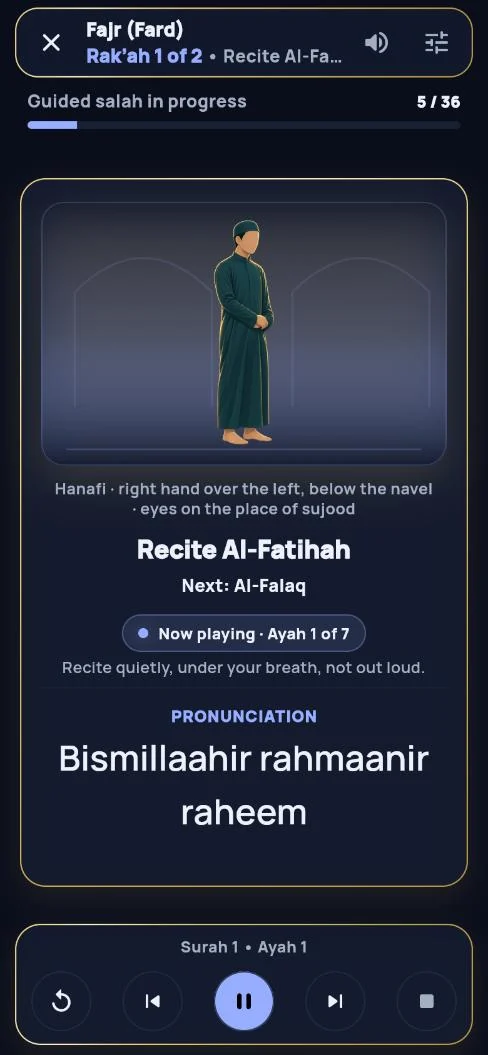 Fajr (Fard)
Rak’ah 1 of 2 • Recite Al-Fa…
Guided salah in progress
5 / 36
Hanafi · right hand over the left, below the navel
· eyes on the place of sujood
Recite Al-Fatihah
Next: Al-Falaq
Now playing · Ayah 1 of 7
Recite quietly, under your breath, not out loud.
PRONUNCIATION
Bismillaahir rahmaanir
raheem
Surah 1 • Ayah 1